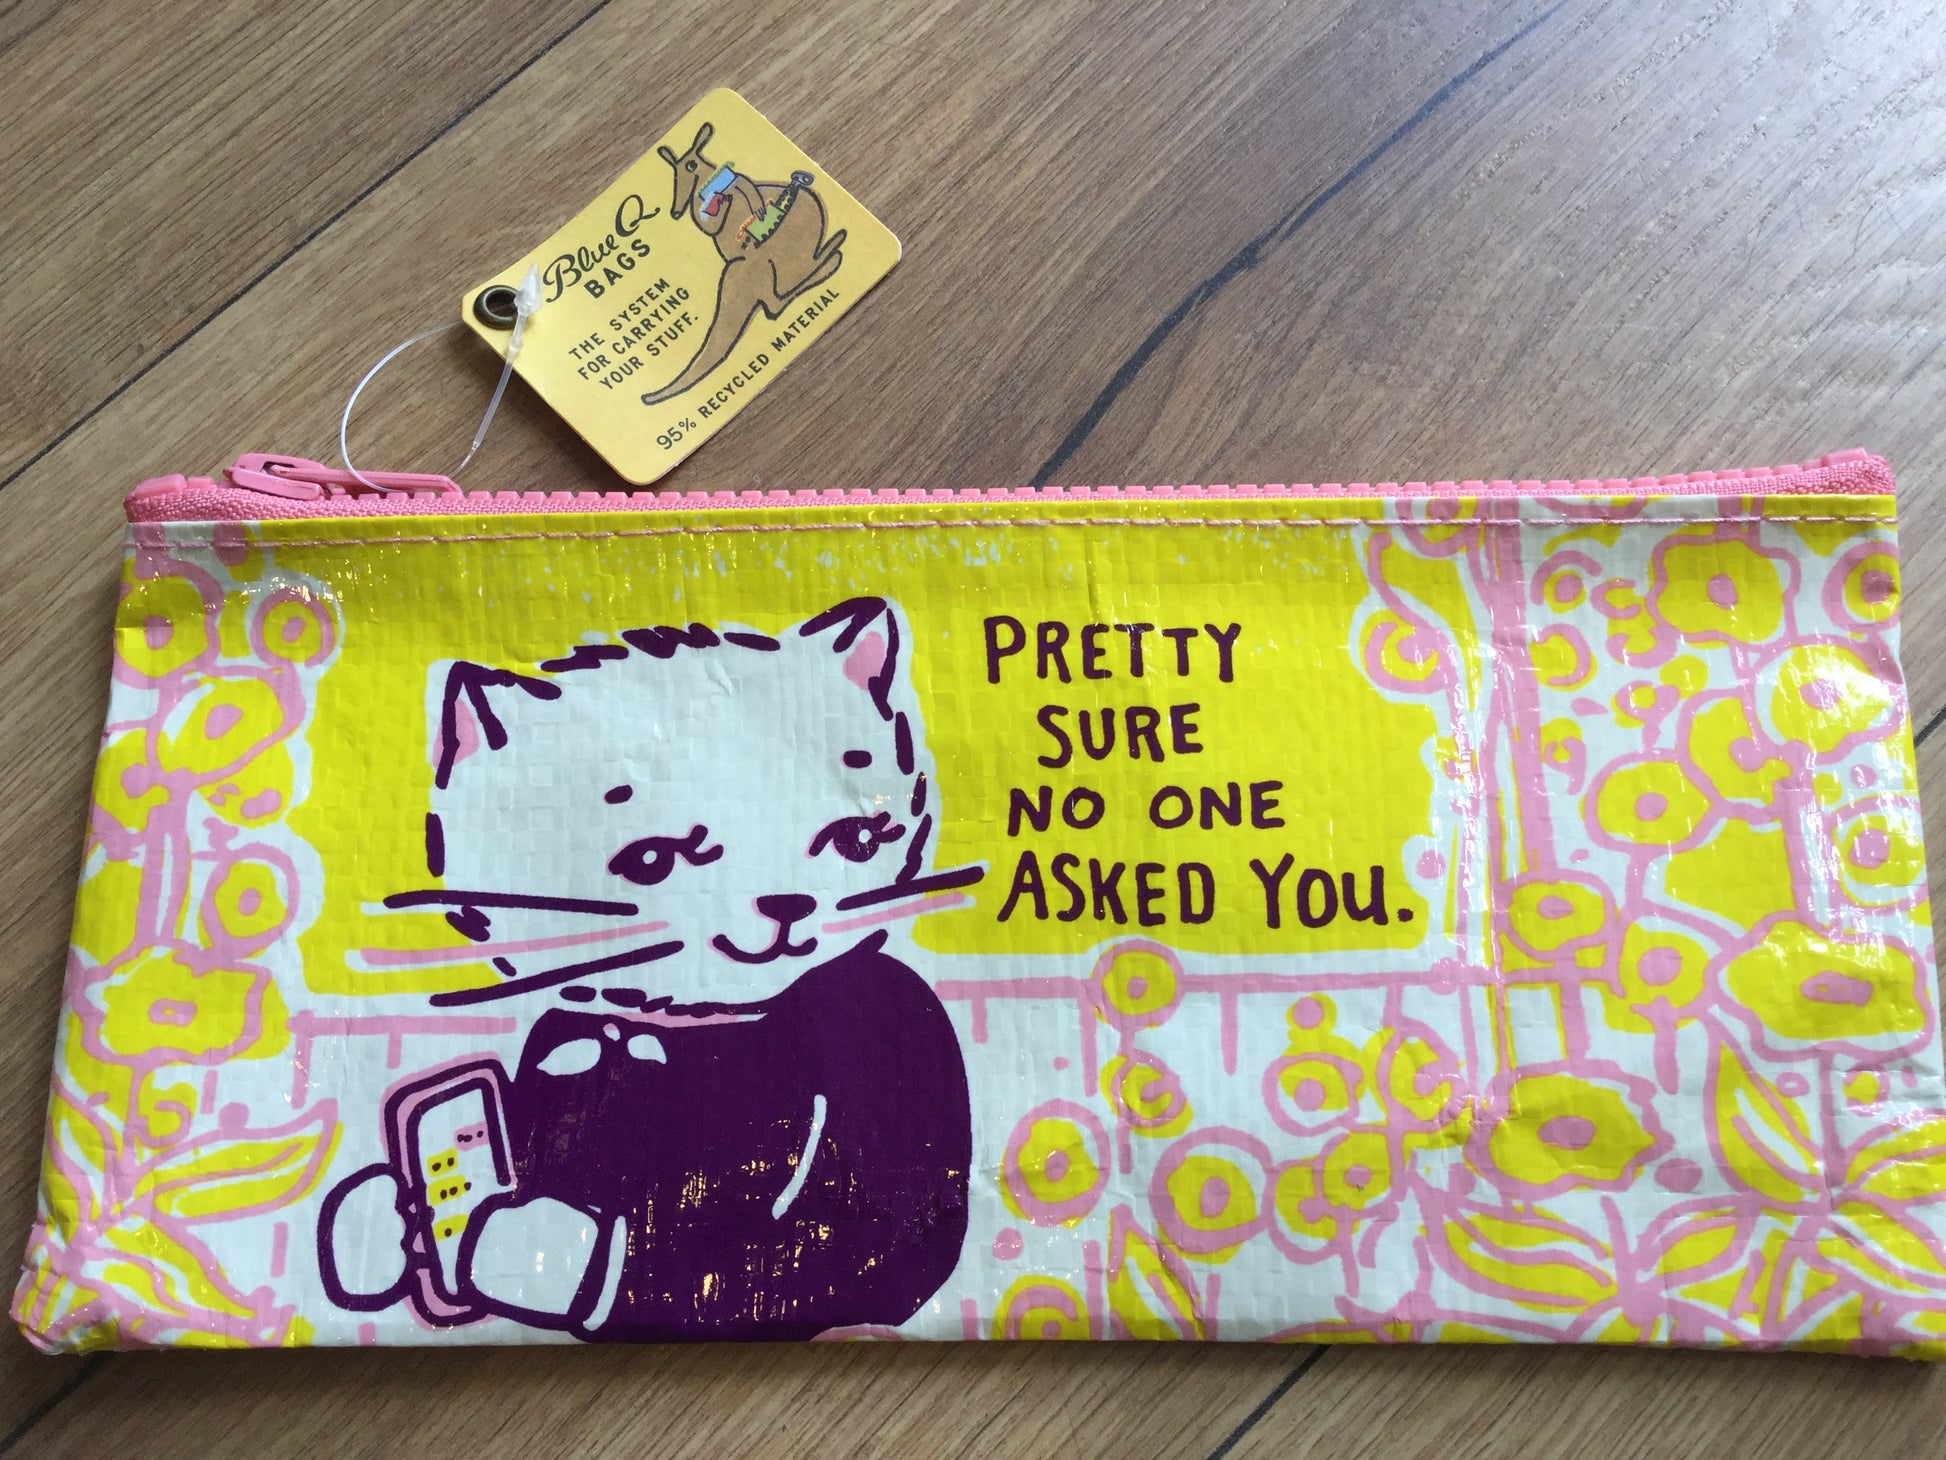 Blue Q
BAGS
THE SYSTEM
FOR CARRYING
YOUR STUFF.
95% RECYCLED MATERIAL
PRETTY
SURE
NO ONE
ASKED YOU.